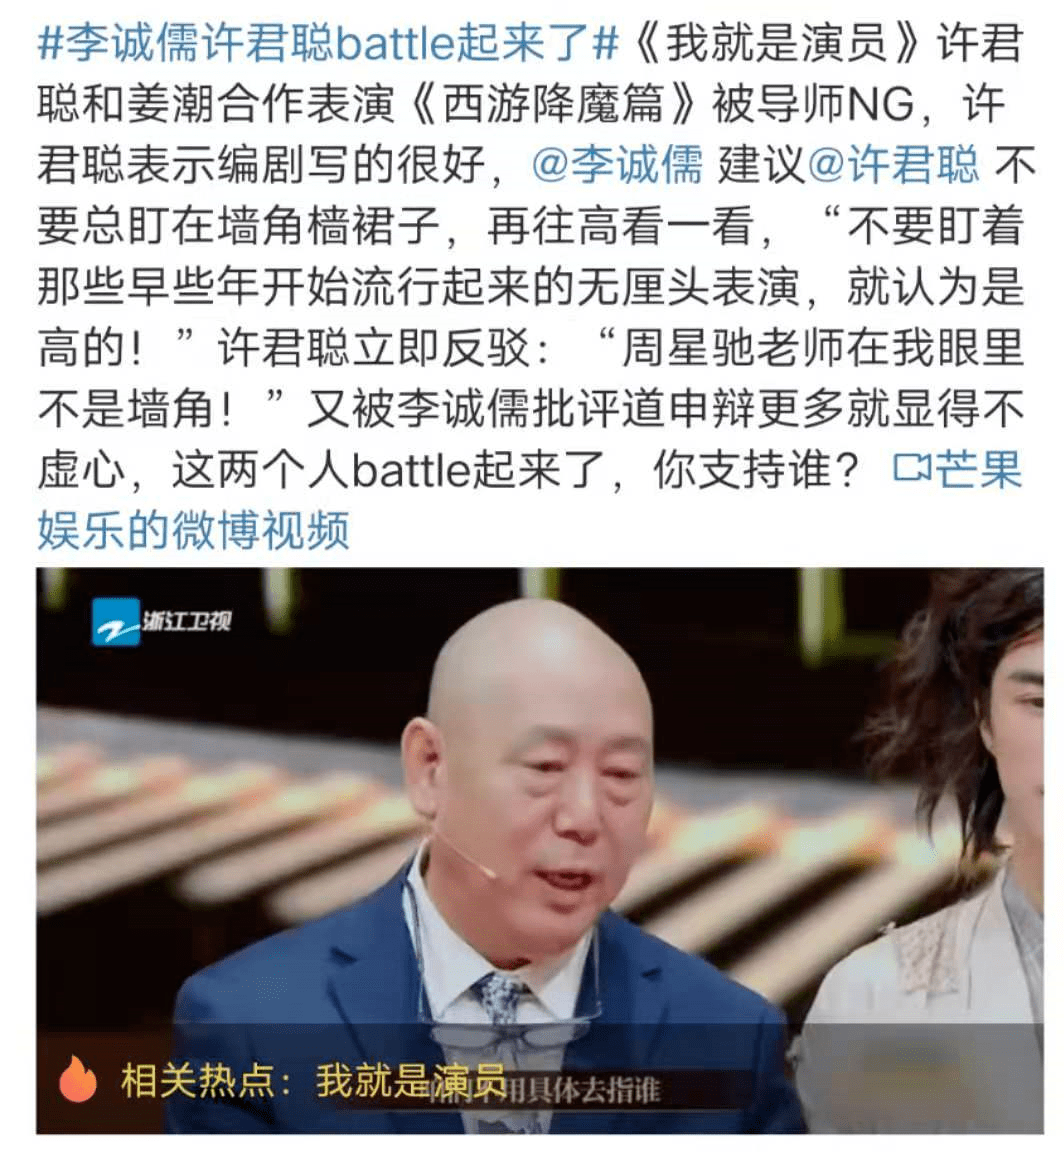 #李诚儒许君聪battle起来了#《我就是演员》许君
聪和姜潮合作表演《西游降魔篇》被导师NG，许
君聪表示编剧写的很好，@李诚儒 建议@许君聪 不
要总盯在墙角樯裙子，再往高看一看，“不要盯着
那些早些年开始流行起来的无厘头表演，就认为是
高的！”许君聪立即反驳：“周星驰老师在我眼里
不是墙角！”又被李诚儒批评道申辩更多就显得不
虚心，这两个人battle起来了，你支持谁？ 芒果
娱乐的微博视频
浙江卫视
相关热点：我就是演员
用具体去指谁